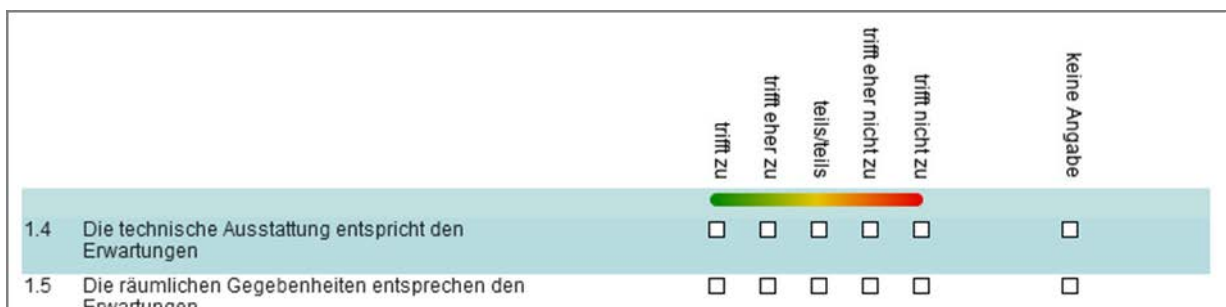 trifft zu
trifft eher zu
teils/teils
trifft eher nicht zu
trifft nicht zu
keine Angabe
1.4 Die technische Ausstattung entspricht den
Erwartungen
1.5 Die räumlichen Gegebenheiten entsprechen den
Erwartungen